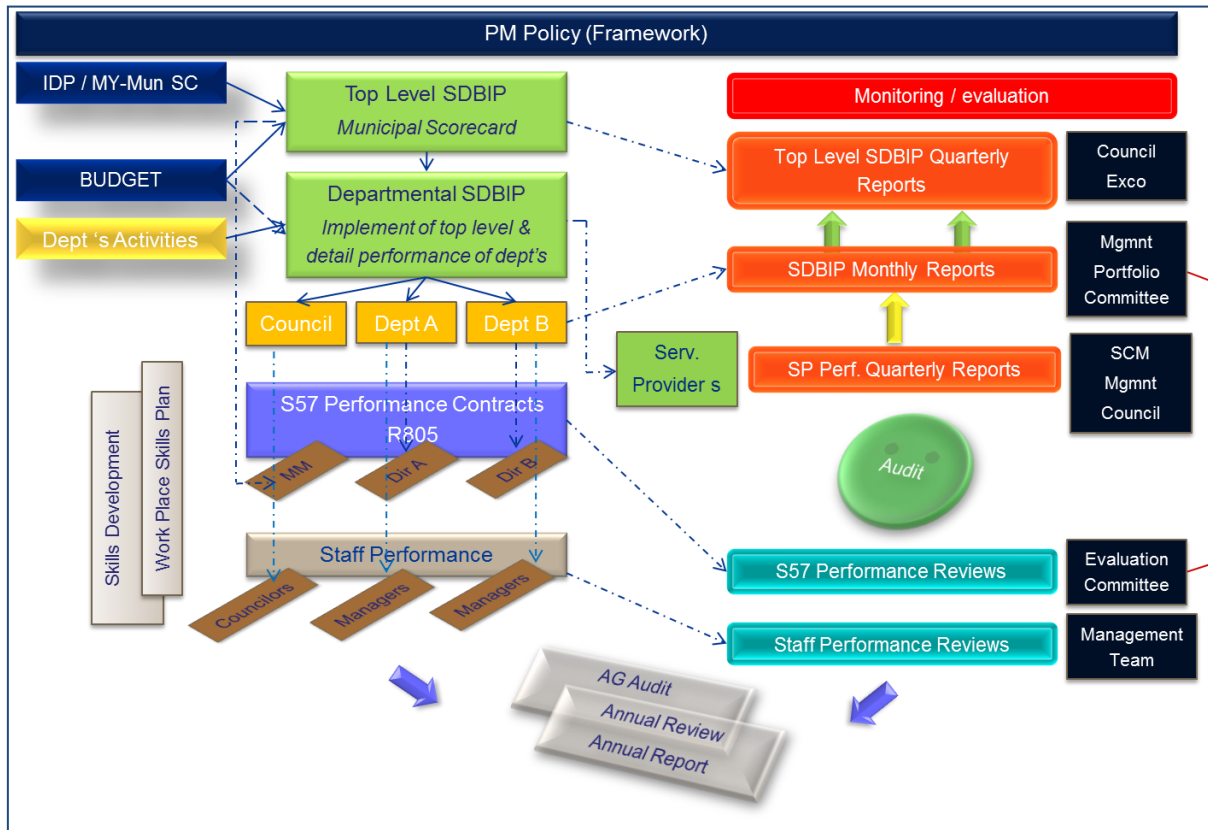 PM Policy (Framework)
IDP / MY-Mun SC
BUDGET
Dept ‘s Activities
Top Level SDBIP
Municipal Scorecard
Departmental SDBIP
Implement of top level &
detail performance of dept’s
Council
Dept A
Dept B
Serv.
Provider s
S57 Performance Contracts
R805
MM
Dir A
Dir B
Staff Performance
Councilors
Managers
Managers
Skills Development
Work Place Skills Plan
Monitoring / evaluation
Top Level SDBIP Quarterly
Reports
Council
Exco
SDBIP Monthly Reports
Mgmnt
Portfolio
Committee
SP Perf. Quarterly Reports
SCM
Mgmnt
Council
Audit
S57 Performance Reviews
Evaluation
Committee
Staff Performance Reviews
Management
Team
AG Audit
Annual Review
Annual Report